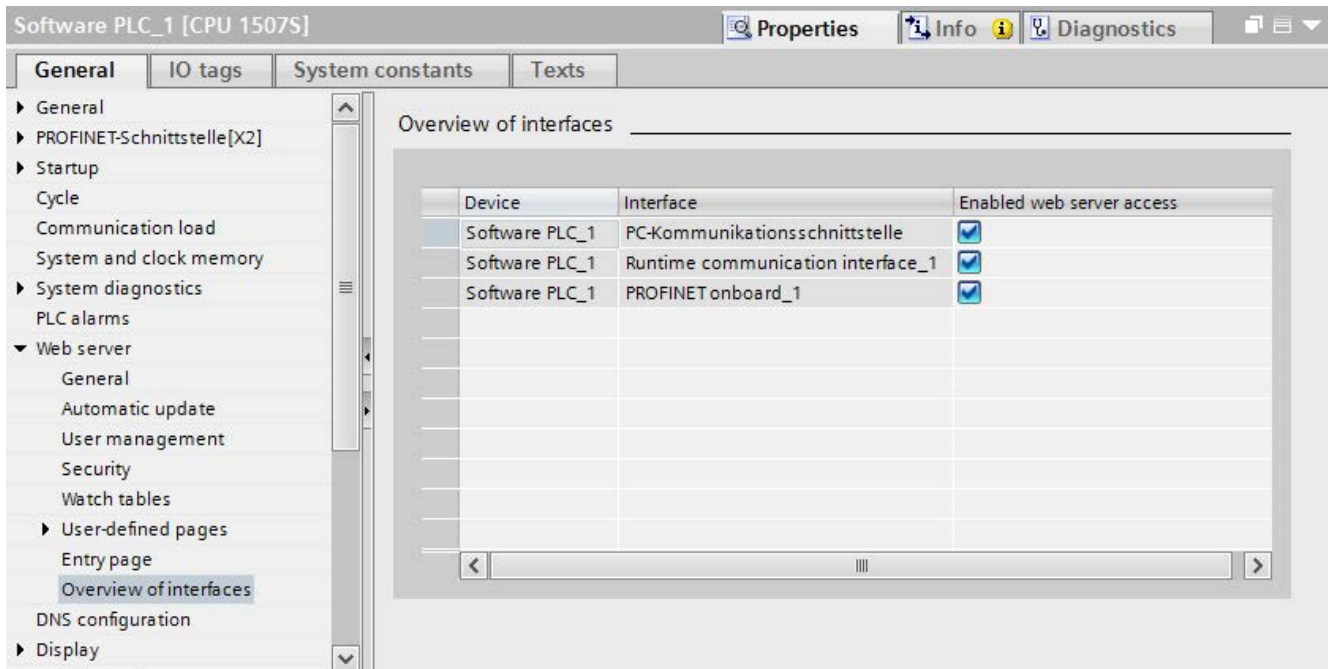 Software PLC_1 [CPU 1507S]
Properties
Info
Diagnostics
General
IO tags
System constants
Texts
General
PROFINET-Schnittstelle[X2]
Startup
Cycle
Communication load
System and clock memory
System diagnostics
PLC alarms
Web server
General
Automatic update
User management
Security
Watch tables
User-defined pages
Entry page
Overview of interfaces
DNS configuration
Display
Overview of interfaces
Device Interface Enabled web server access
Software PLC_1 PC-Kommunikationsschnittstelle
Software PLC_1 Runtime communication interface_1
Software PLC_1 PROFINET onboard_1